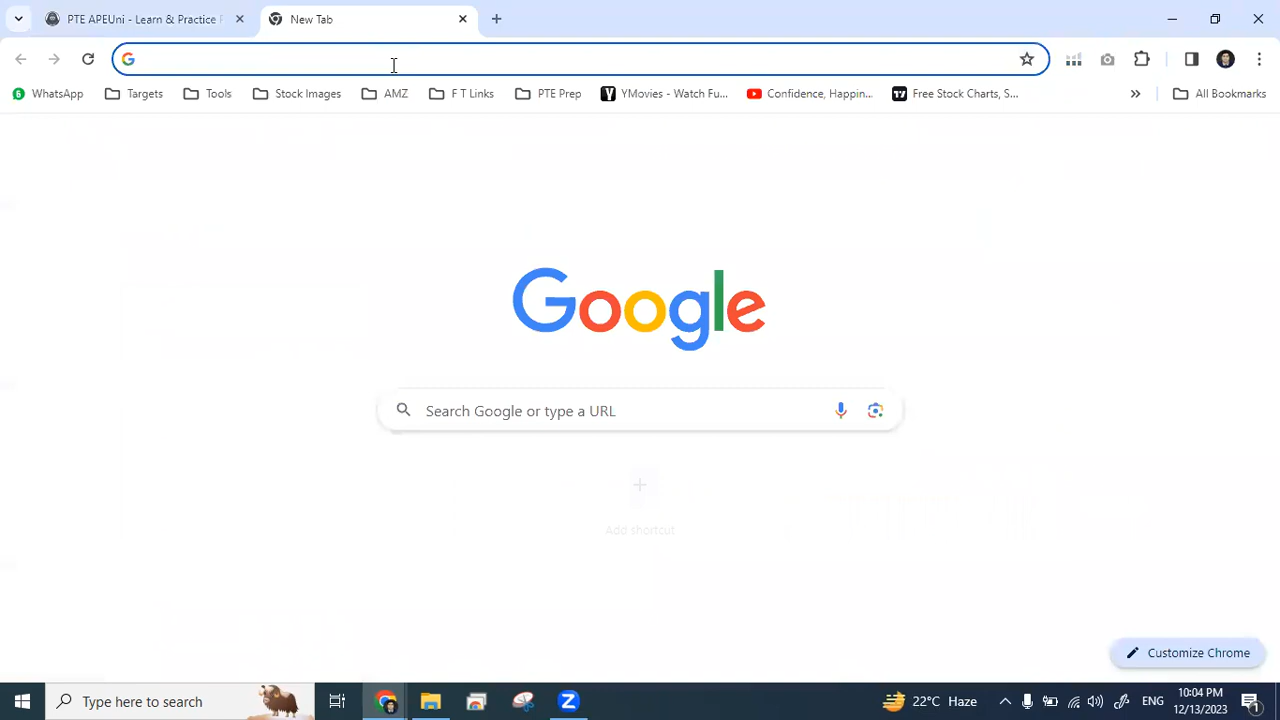 PTE APEUni - Learn & Practice
New Tab
WhatsApp
Targets
Tools
Stock Images
AMZ
F T Links
PTE Prep
YMovies - Watch Fu...
Confidence, Happin...
Free Stock Charts, S...
All Bookmarks
Google
Search Google or type a URL
Add shortcut
Customize Chrome
Type here to search
22°C Haze
ENG
10:04 PM
12/13/2023
1